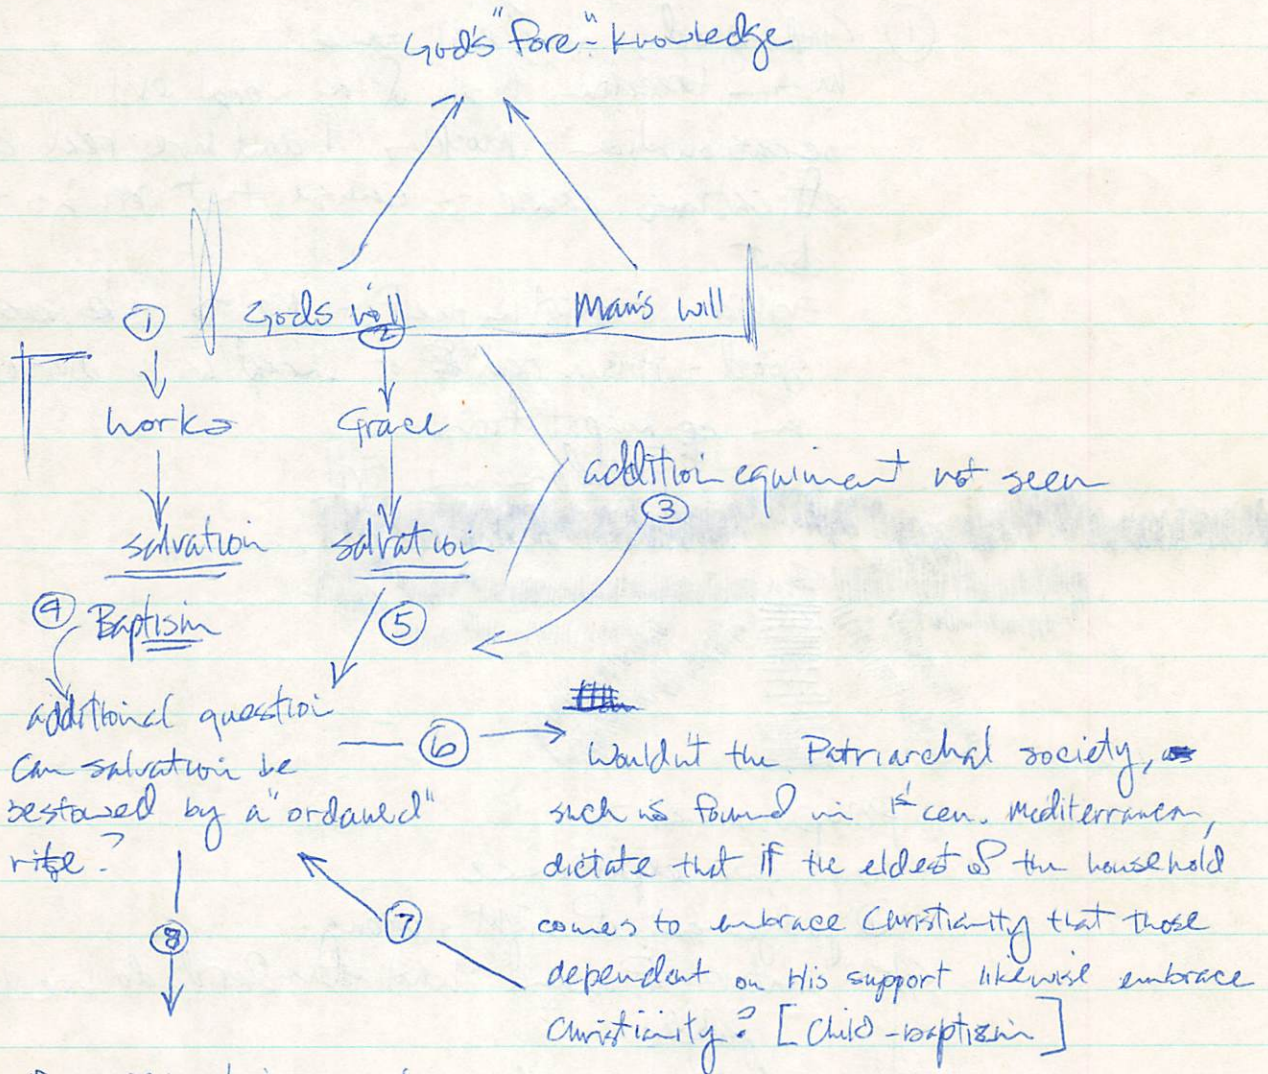 God's "Fore-" Knowledge
① Gods will Man's will
②
Works Grace
addition equiment not seen
③
salvation salvation
④ Baptism ⑤
additional question
⑥
Can salvation be
bestowed by a "ordained"
rite?
Wouldn't the Patriarchal society,
such as found in 1st cen. Mediterranean,
dictate that if the eldest of the household
⑦ comes to embrace Christianity that those
⑧
dependent on His support likewise embrace
Christianity? [Child-baptism]